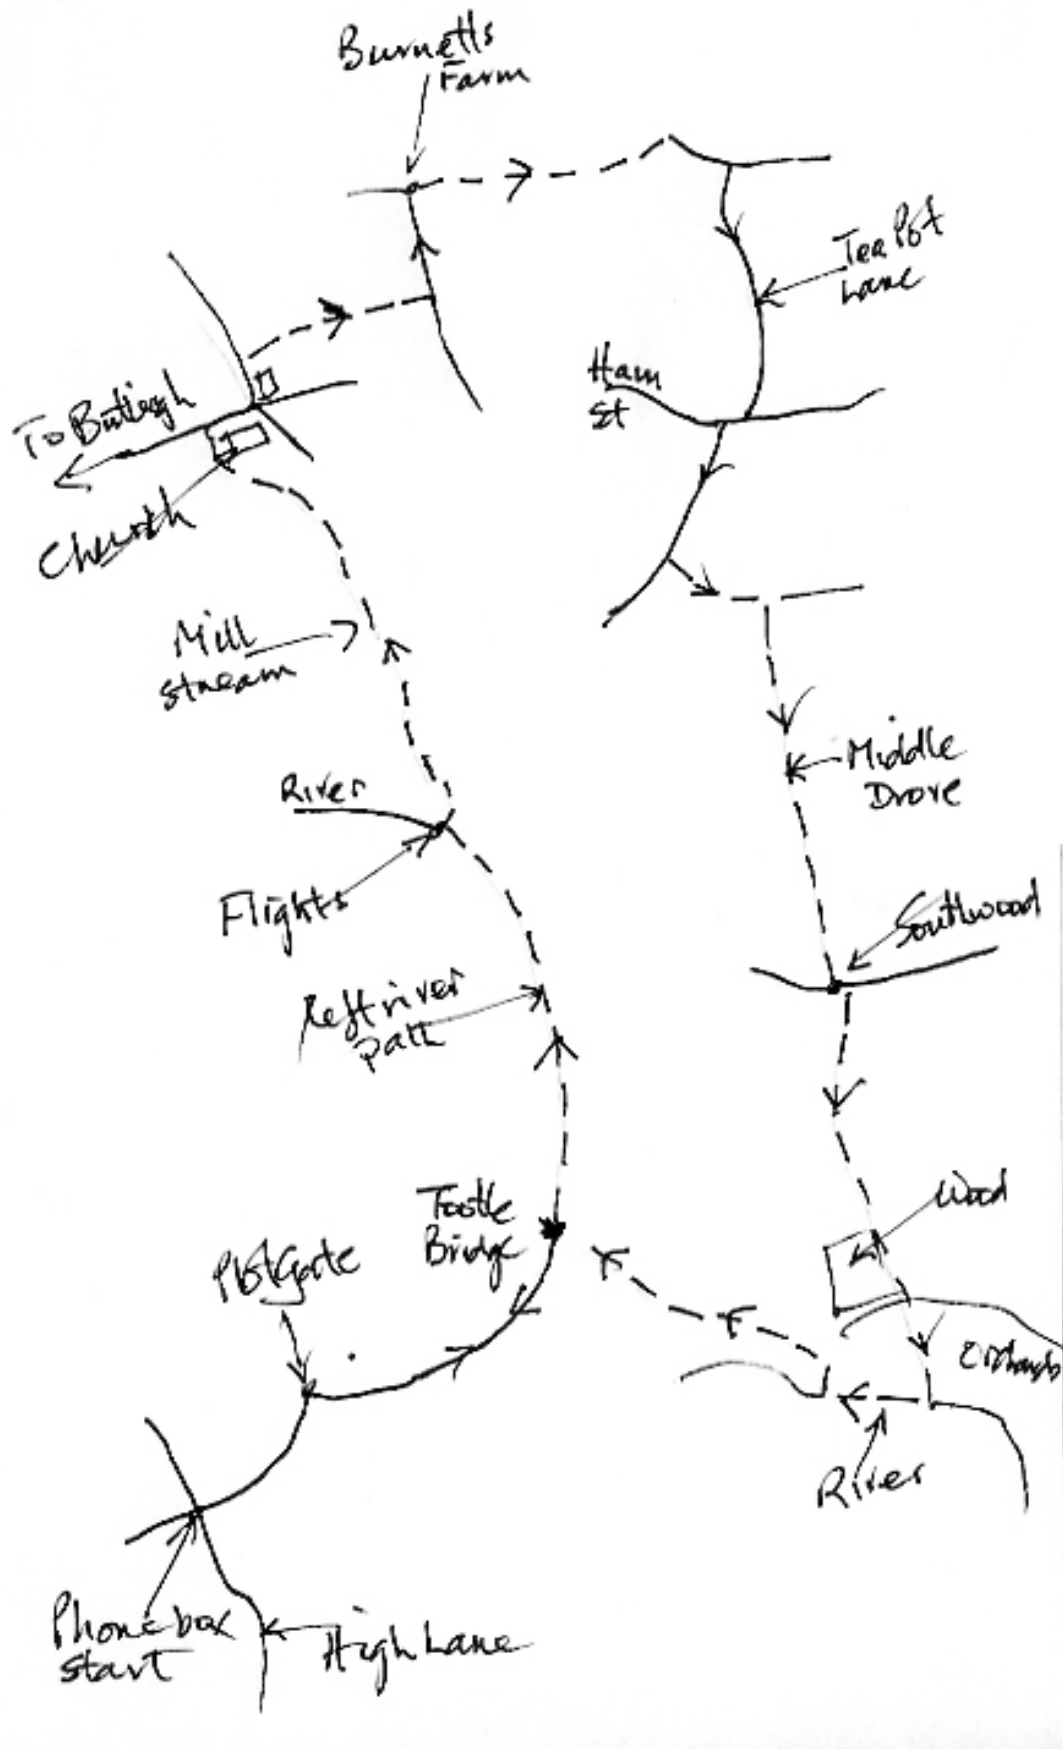 Burnetts
Farm
Tea Pot
Lane
Ham
St
To Butleigh
Church
Mill
stream
River
Middle
Drove
Flights
Southwood
Left river
path
Tootle
Bridge
Wood
Plotgate
Orchards
River
Phone box
start
High Lane